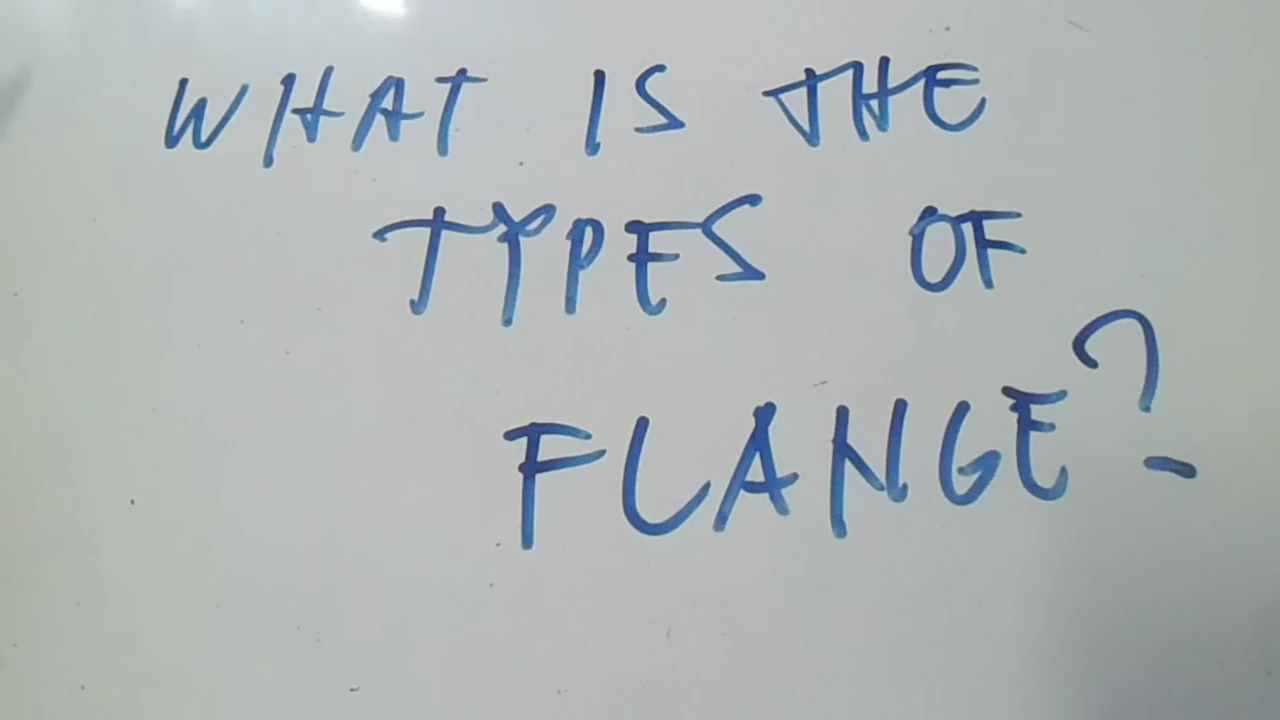 WHAT IS THE
TYPES OF
FLANGE?